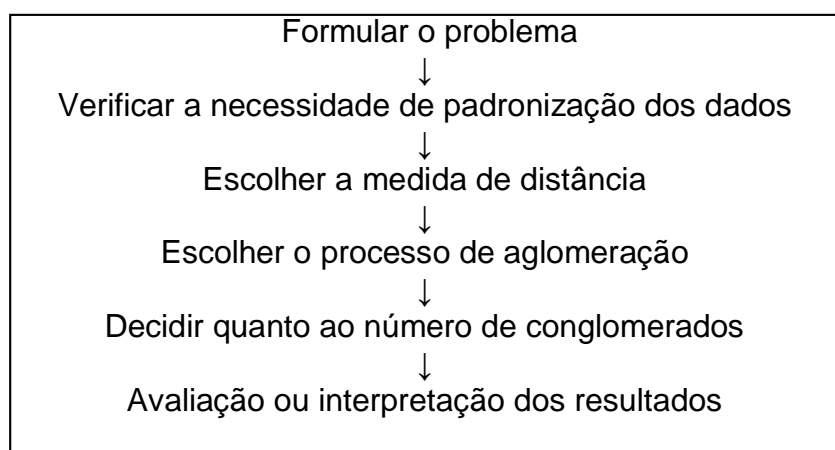 Formular o problema
↓
Verificar a necessidade de padronização dos dados
↓
Escolher a medida de distância
↓
Escolher o processo de aglomeração
↓
Decidir quanto ao número de conglomerados
↓
Avaliação ou interpretação dos resultados